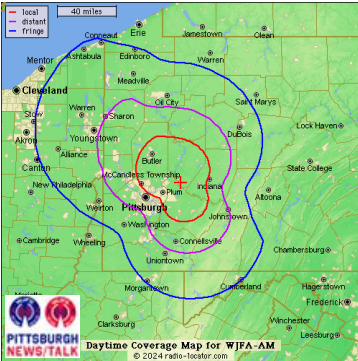 local
distant
fringe
40 miles
Erie
Conneaut
Jamestown
Olean
Ashtabula
Edinboro
Warren
Mentor
Meadville
Cleveland
Oil City
Saint Marys
Stow
Warren
Sharon
DuBois
Lock Haven
Akron
Youngstown
Alliance
Butler
State College
Canton
McCandless Township
Indiana
New Philadelphia
Plum
Altoona
Weirton
Pittsburgh
Johnstown
Washington
Cambridge
Wheeling
Connellsville
Chambersburg
Uniontown
Morgantown
Cumberland
Hagerstown
Marietta
Frederick
PITTSBURGH
NEWS/TALK
Clarksburg
Winchester
Leesburg
Daytime Coverage Map for WJFA-AM
© 2024 radio-locator.com